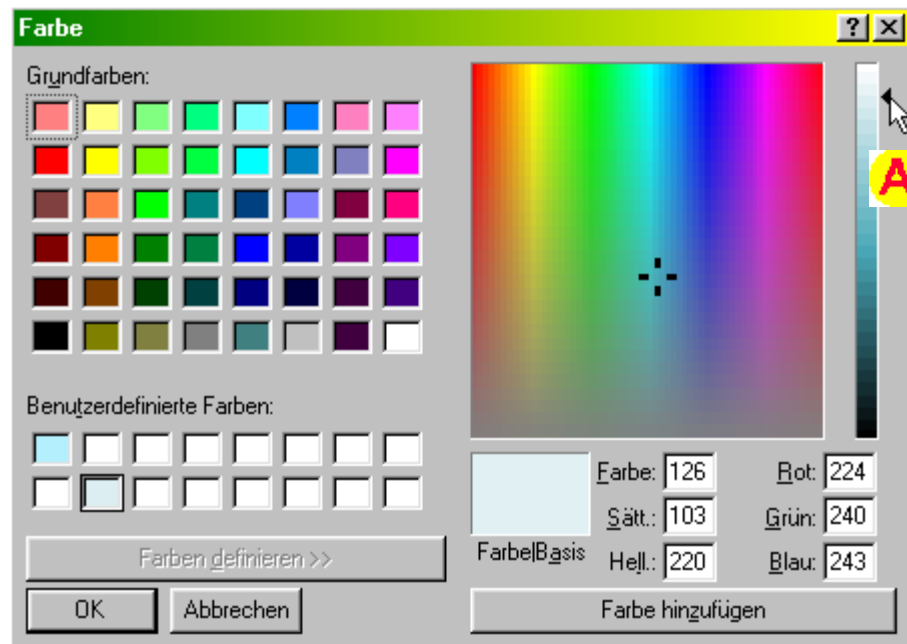 Farbe
? ×
Grundfarben:
A
Benutzerdefinierte Farben:
Farben definieren >>
OK
Abbrechen
Farbe|Basis
Farbe: 126
Sätt.: 103
Hell.: 220
Rot: 224
Grün: 240
Blau: 243
Farbe hinzufügen